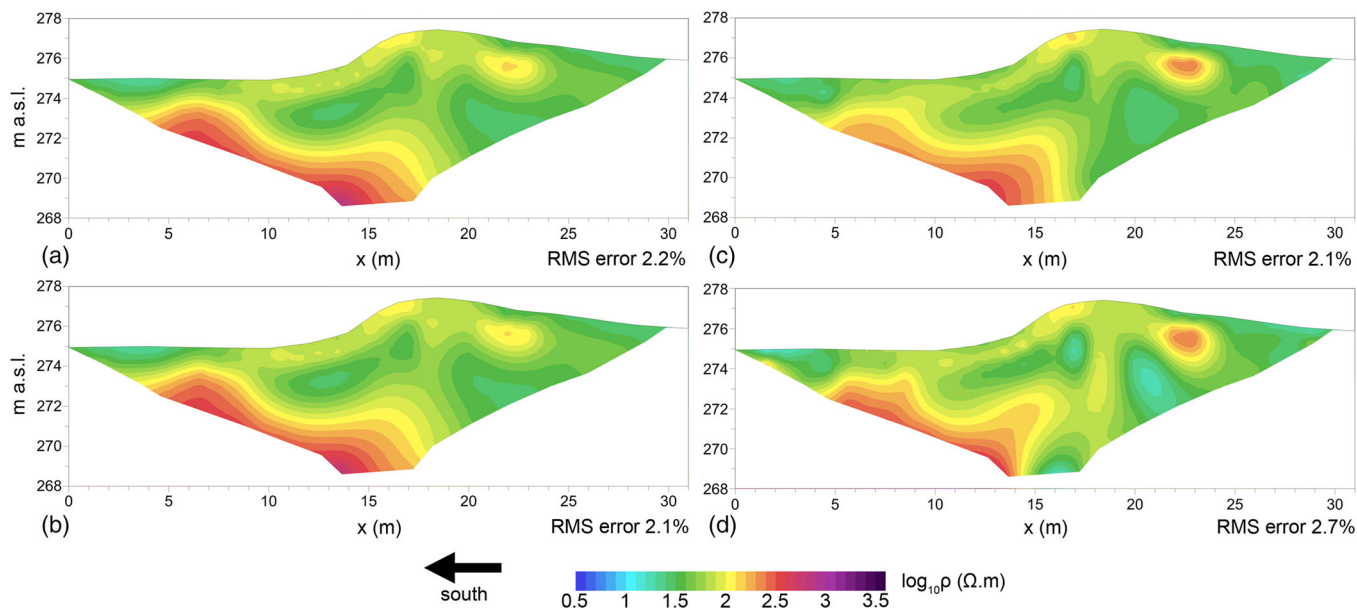 278
276
274
272
270
268
m a.s.l.
0 5 10 15 20 25 30
(a) x (m) RMS error 2.2%
278
276
274
272
270
268
0 5 10 15 20 25 30
(c) x (m) RMS error 2.1%
278
276
274
272
270
268
m a.s.l.
0 5 10 15 20 25 30
(b) x (m) RMS error 2.1%
278
276
274
272
270
268
0 5 10 15 20 25 30
(d) x (m) RMS error 2.7%
south
log₁₀ρ (Ω.m)
0.5 1 1.5 2 2.5 3 3.5